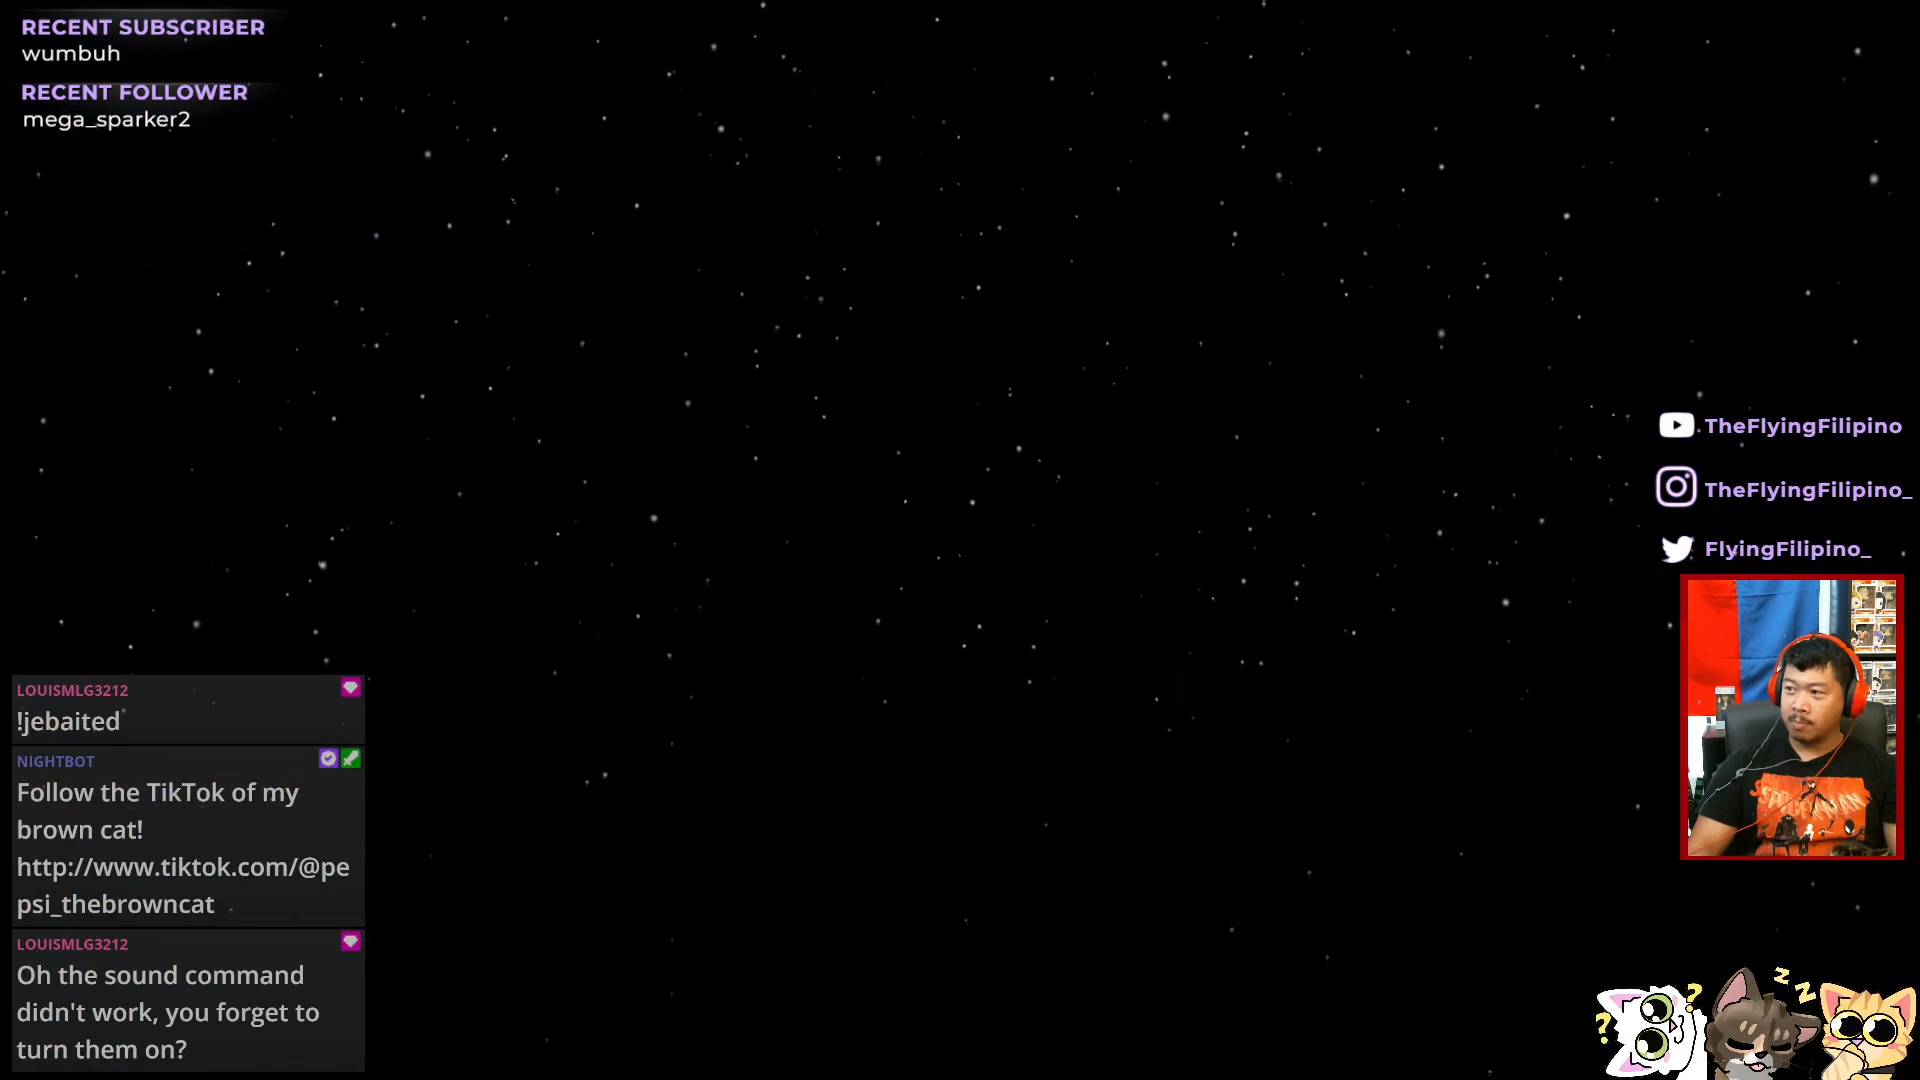 RECENT SUBSCRIBER
wumbuh
RECENT FOLLOWER
mega_sparker2
TheFlyingFilipino
TheFlyingFilipino_
FlyingFilipino_
LOUISMLG3212
!jebaited
NIGHTBOT
Follow the TikTok of my
brown cat!
http://www.tiktok.com/@pe
psi_thebrowncat
LOUISMLG3212
Oh the sound command
didn't work, you forget to
turn them on?
SPIDER-MAN
? ?
z z